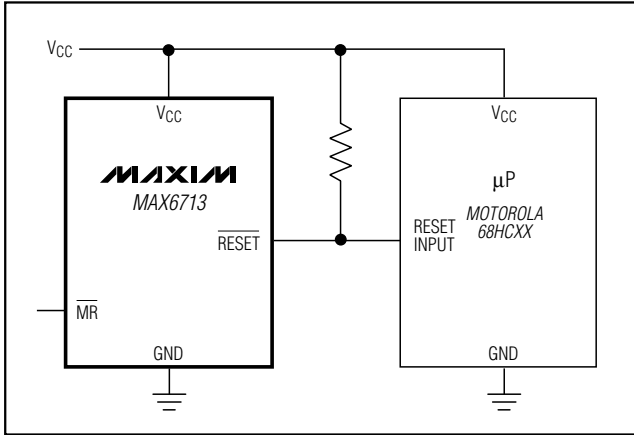 VCC
VCC
MAXIM
MAX6713
RESET
MR
GND
VCC
μP
MOTOROLA
68HCXX
RESET
INPUT
GND